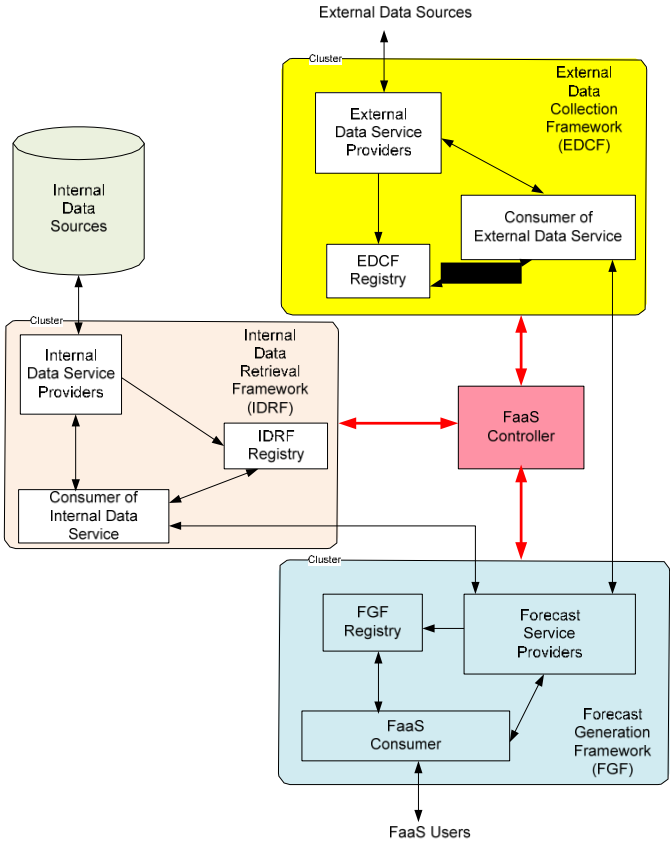 External Data Sources
Cluster
External
Data
Collection
Framework
(EDCF)
External
Data Service
Providers
Consumer of
External Data Service
EDCF
Registry
Internal
Data
Sources
Cluster
Internal
Data
Retrieval
Framework
(IDRF)
Internal
Data Service
Providers
IDRF
Registry
Consumer of
Internal Data
Service
FaaS
Controller
Cluster
FGF
Registry
Forecast
Service
Providers
FaaS
Consumer
Forecast
Generation
Framework
(FGF)
FaaS Users